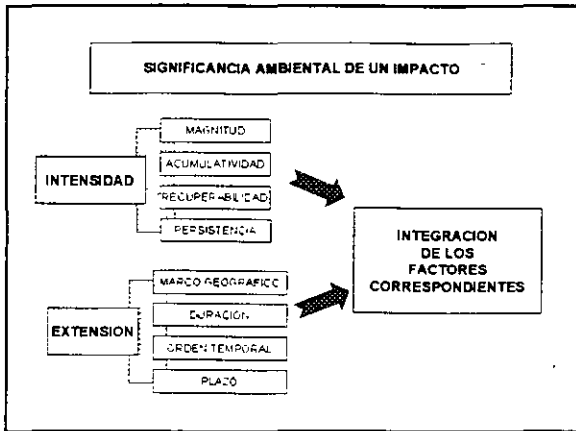 SIGNIFICANCIA AMBIENTAL DE UN IMPACTO
INTENSIDAD
MAGNITUD
ACUMULATIVIDAD
RECUPERABILIDAD
PERSISTENCIA
EXTENSION
MARCO GEOGRAFICO
DURACIÓN
ORDEN TEMPORAL
PLAZO
INTEGRACION
DE LOS
FACTORES
CORRESPONDIENTES